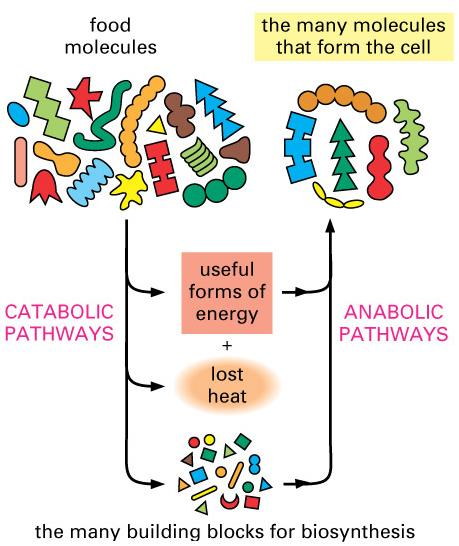 food
molecules
the many molecules
that form the cell
CATABOLIC
PATHWAYS
useful
forms of
energy
+
lost
heat
ANABOLIC
PATHWAYS
the many building blocks for biosynthesis